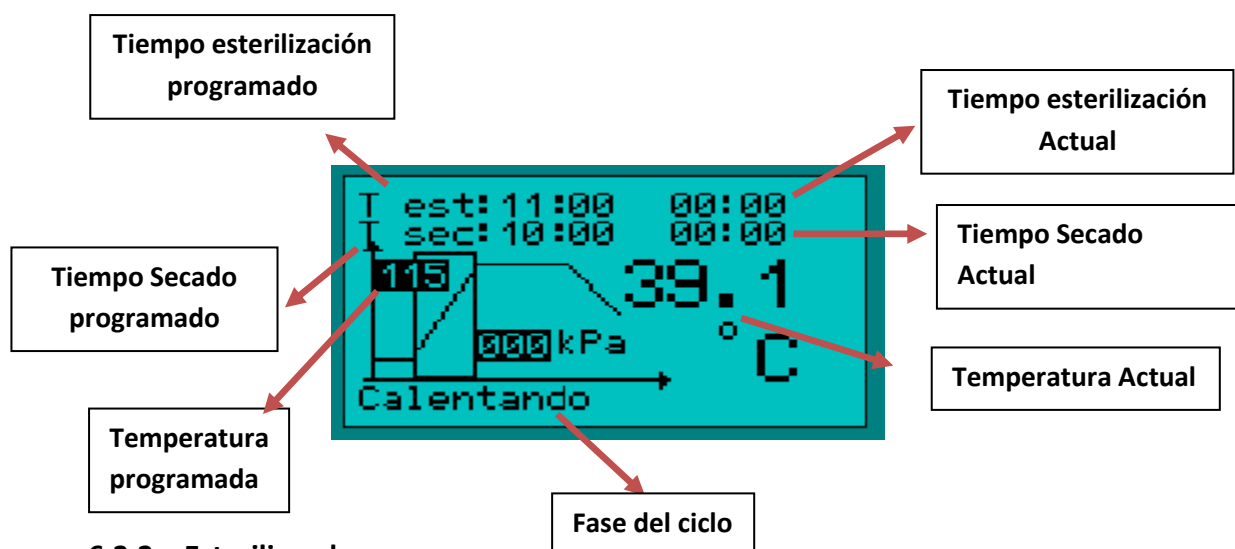 Tiempo esterilización
programado
Tiempo esterilización
Actual
T est:11:00 00:00
T sec:10:00 00:00
Tiempo Secado
Actual
Tiempo Secado
programado
115
39.1
°C
000 kPa
Temperatura Actual
Calentando
Temperatura
programada
Fase del ciclo